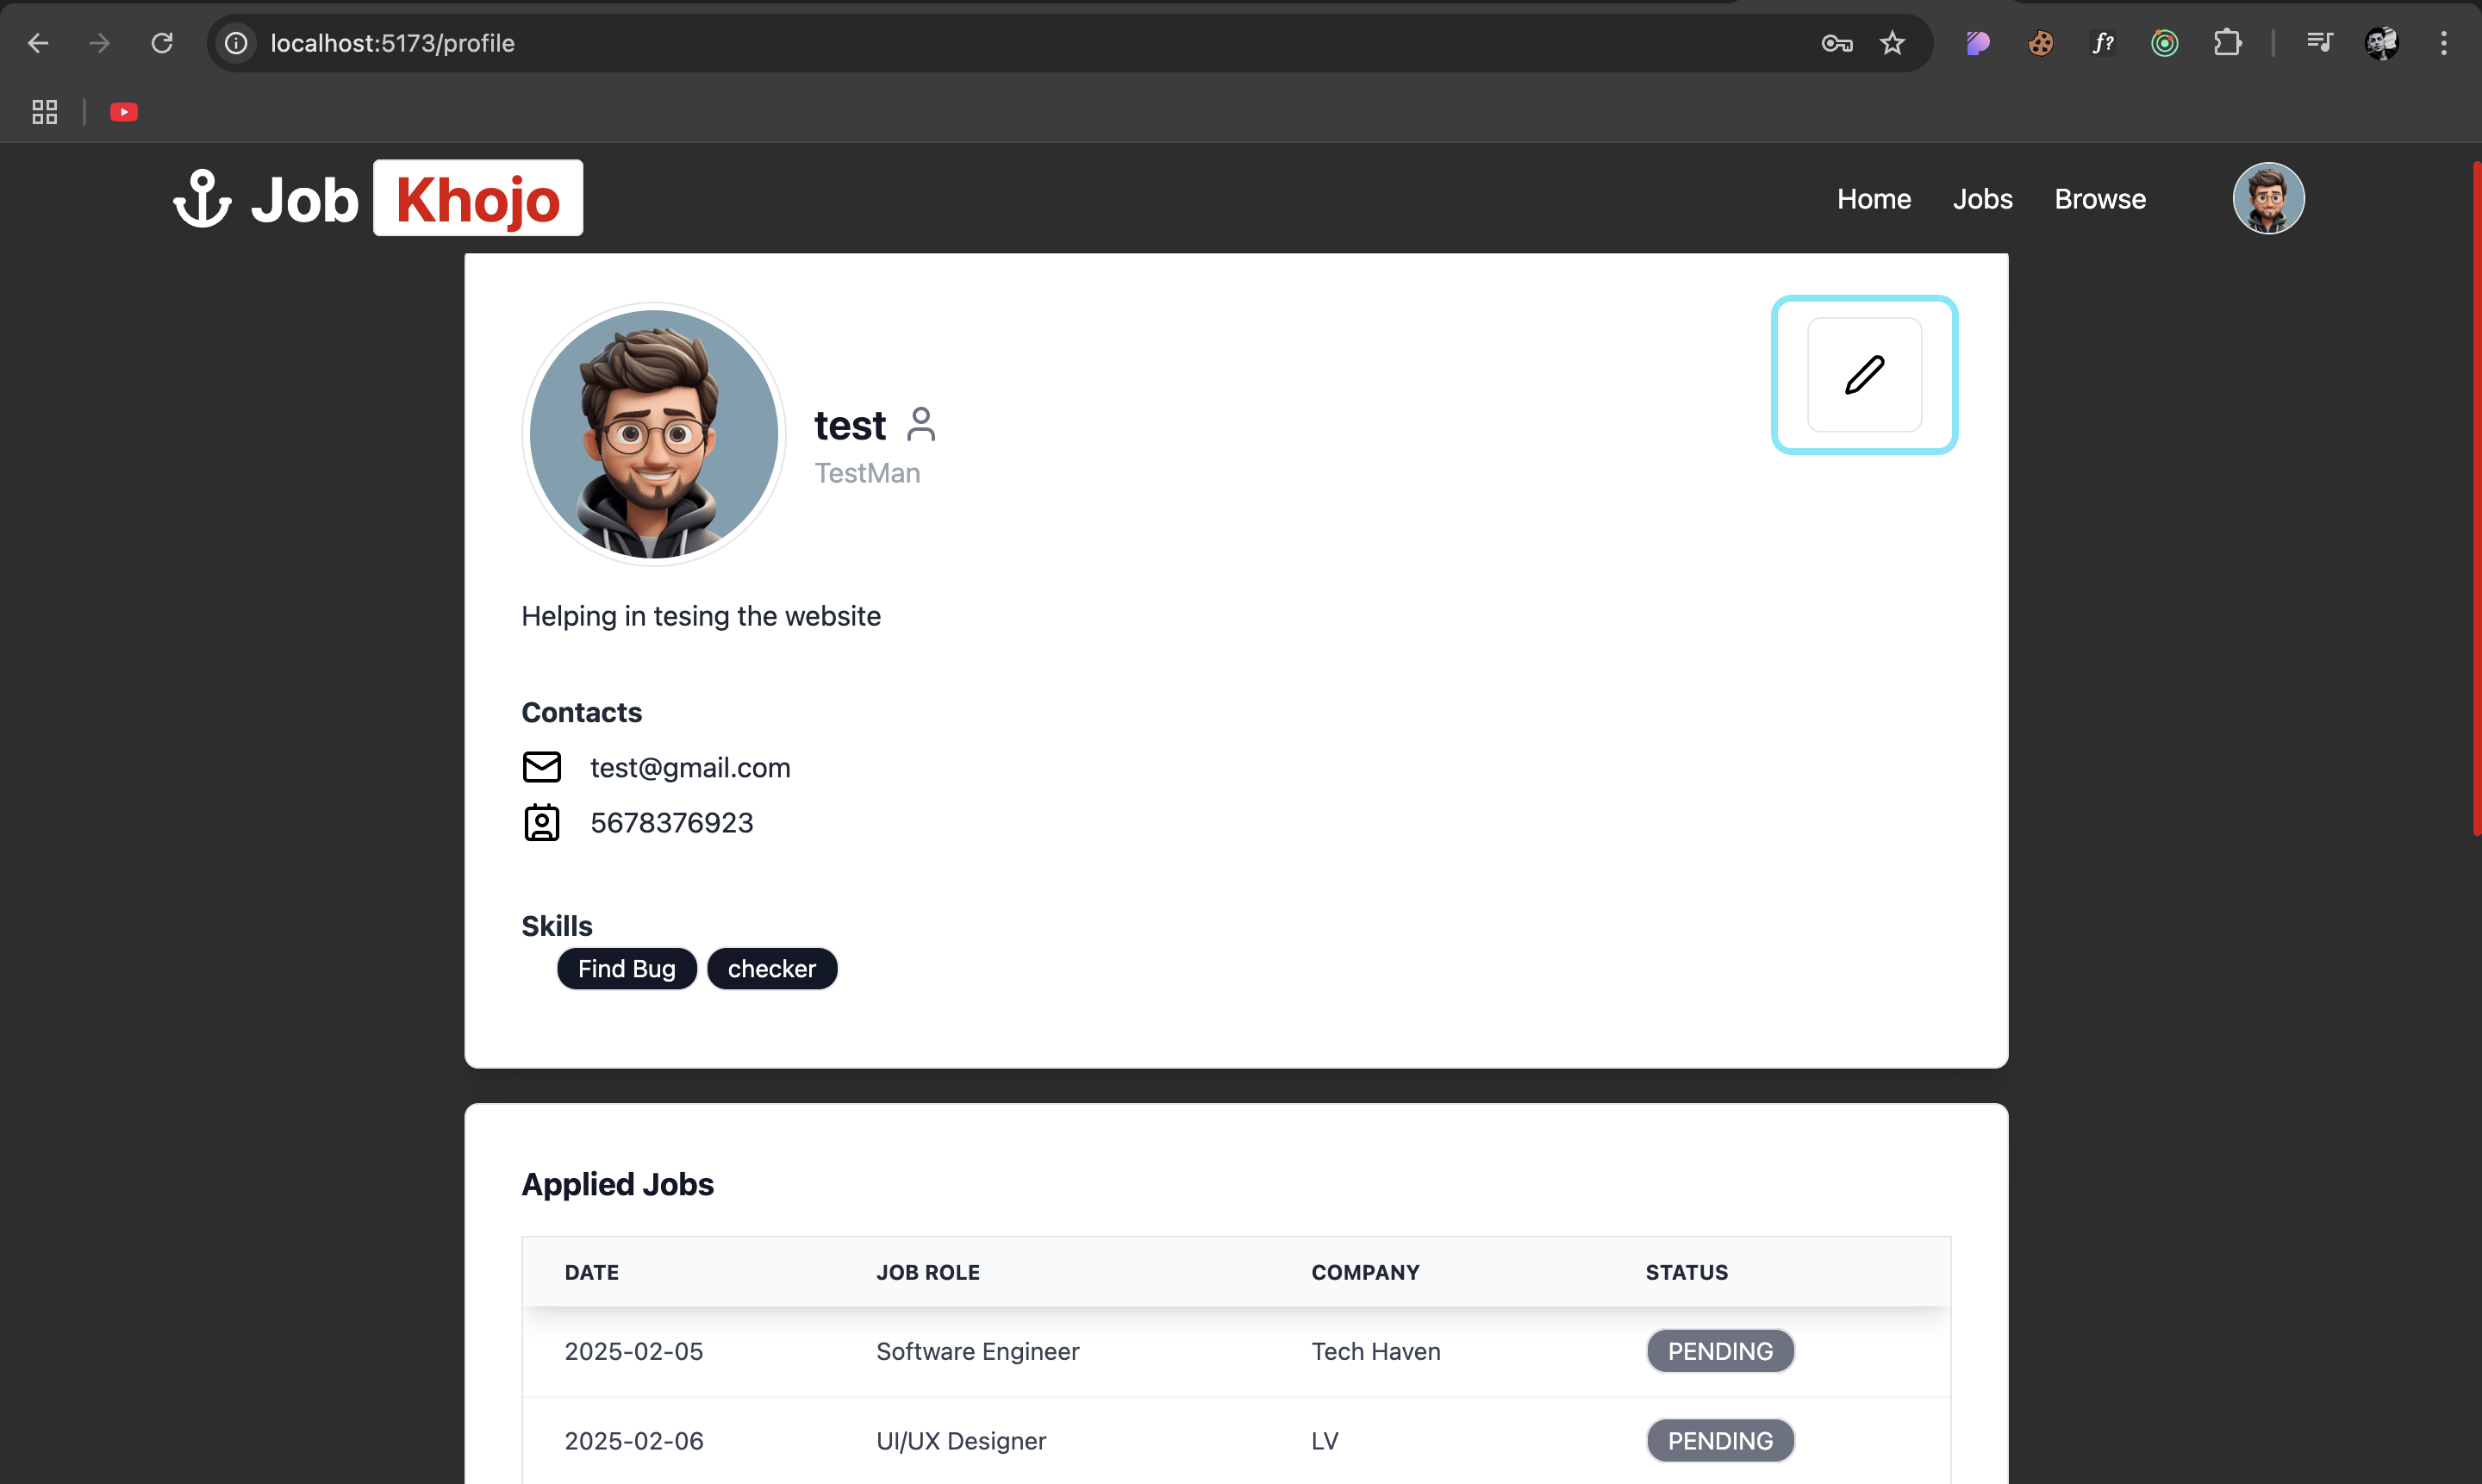 localhost:5173/profile
f?
Job Khojo
Home Jobs Browse
test
TestMan
Helping in tesing the website
Contacts
test@gmail.com
5678376923
Skills
Find Bug checker
Applied Jobs
DATE JOB ROLE COMPANY STATUS
2025-02-05 Software Engineer Tech Haven PENDING
2025-02-06 UI/UX Designer LV PENDING